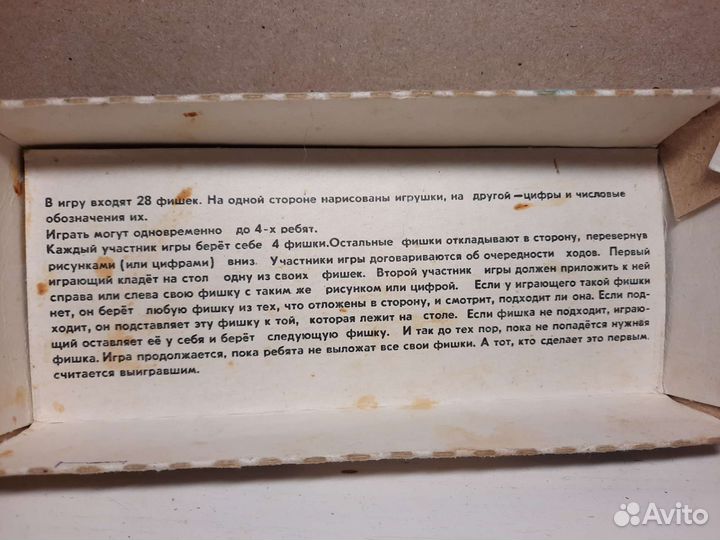 В игру входят 28 фишек. На одной стороне нарисованы игрушки, на другой —цифры и числовые
обозначения их.
Играть могут одновременно до 4-х ребят.
Каждый участник игры берёт себе 4 фишки.Остальные фишки откладывают в сторону, перевернув
рисунками (или цифрами) вниз. Участники игры договариваются об очередности ходов. Первый
играющий кладёт на стол одну из своих фишек. Второй участник игры должен приложить к ней
справа или слева свою фишку с таким же рисунком или цифрой. Если у играющего такой фишки
нет, он берёт любую фишку из тех, что отложены в сторону, и смотрит, подходит ли она. Если под-
ходит, он подставляет эту фишку к той, которая лежит на столе. Если фишка не подходит, играю-
щий оставляет её у себя и берёт следующую фишку. И так до тех пор, пока не попадётся нужная
фишка. Игра продолжается, пока ребята не выложат все свои фишки. А тот, кто сделает это первым,
считается выигравшим.
Avito